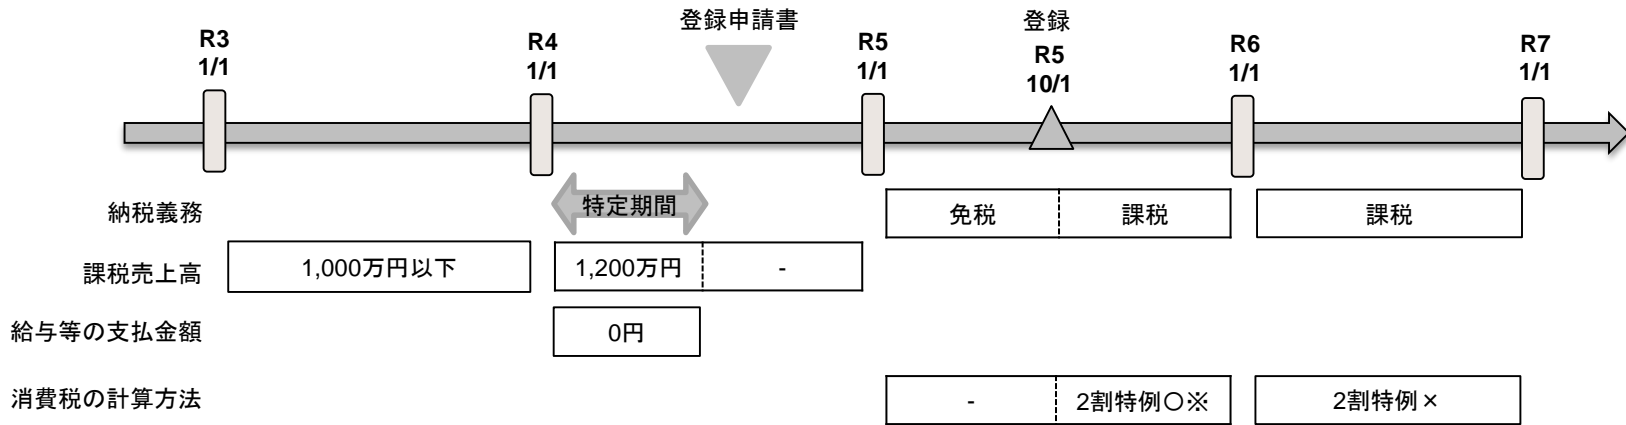 登録申請書
登録
R3
1/1
R4
1/1
R5
1/1
R5
10/1
R6
1/1
R7
1/1
特定期間
納税義務
免税
課税
課税
課税売上高
1,000万円以下
1,200万円
-
給与等の支払金額
0円
消費税の計算方法
-
2割特例〇※
2割特例×